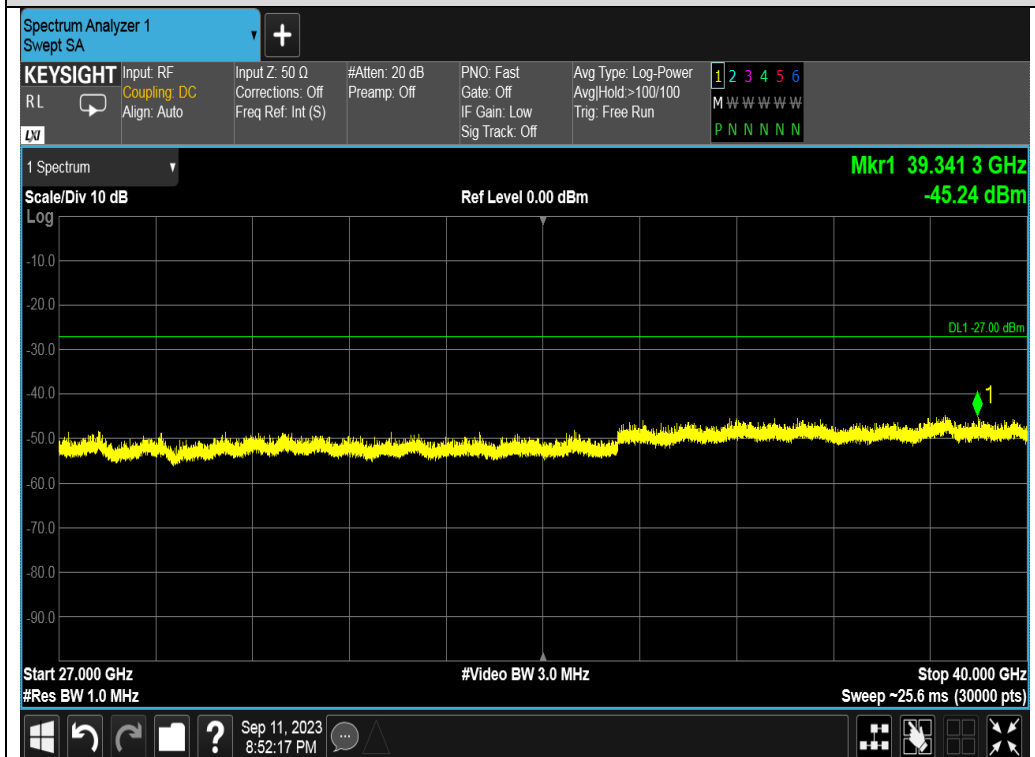 Spectrum Analyzer 1
Swept SA
+
KEYSIGHT
RL
LXI
Input: RF
Coupling: DC
Align: Auto
Input Z: 50 Ω
Corrections: Off
Freq Ref: Int (S)
#Atten: 20 dB
Preamp: Off
PNO: Fast
Gate: Off
IF Gain: Low
Sig Track: Off
Avg Type: Log-Power
Avg|Hold:>100/100
Trig: Free Run
1 2 3 4 5 6
M W W W W W
P N N N N N
1 Spectrum
Mkr1 39.341 3 GHz
Scale/Div 10 dB
Ref Level 0.00 dBm
-45.24 dBm
Log
-10.0
-20.0
DL1 -27.00 dBm
-30.0
-40.0
1
-50.0
-60.0
-70.0
-80.0
-90.0
Start 27.000 GHz
#Video BW 3.0 MHz
Stop 40.000 GHz
#Res BW 1.0 MHz
Sweep ~25.6 ms (30000 pts)
?
Sep 11, 2023
8:52:17 PM